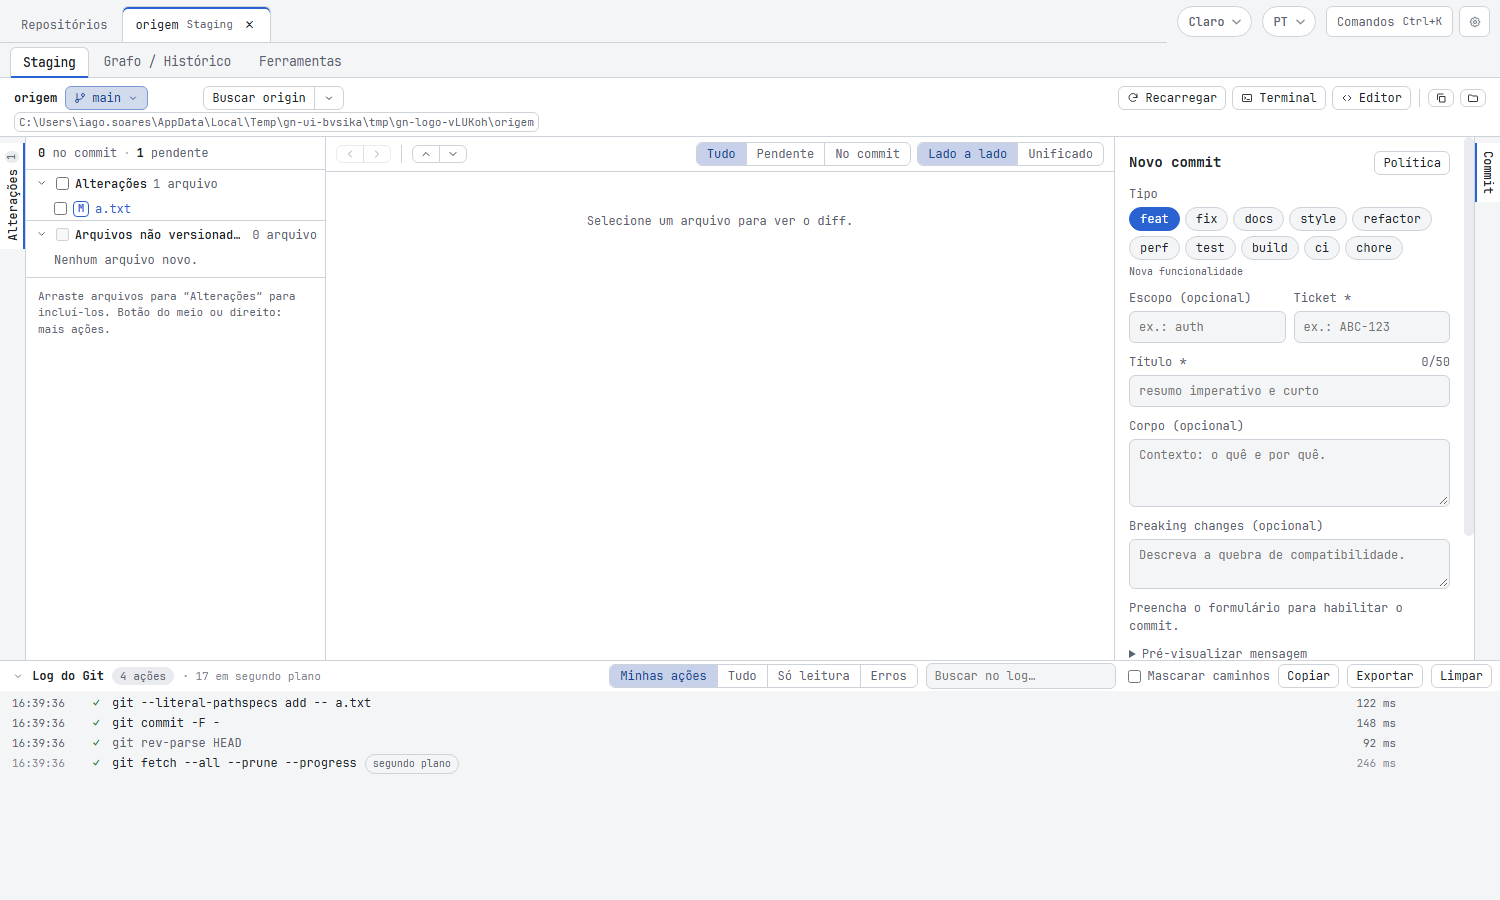 Repositórios
origem Staging ×
Claro
PT
Comandos Ctrl+K
Staging
Grafo / Histórico
Ferramentas
origem
main
Buscar origin
Recarregar
Terminal
Editor
C:\Users\iago.soares\AppData\Local\Temp\gn-ui-bvsika\tmp\gn-logo-vLUKoh\origem
Alterações 1
0 no commit · 1 pendente
Alterações 1 arquivo
M a.txt
Arquivos não versionad… 0 arquivo
Nenhum arquivo novo.
Arraste arquivos para “Alterações” para
incluí-los. Botão do meio ou direito:
mais ações.
Tudo
Pendente
No commit
Lado a lado
Unificado
Selecione um arquivo para ver o diff.
Novo commit
Política
Tipo
feat
fix
docs
style
refactor
perf
test
build
ci
chore
Nova funcionalidade
Escopo (opcional)
Ticket *
ex.: auth
ex.: ABC-123
Título *
0/50
resumo imperativo e curto
Corpo (opcional)
Contexto: o quê e por quê.
Breaking changes (opcional)
Descreva a quebra de compatibilidade.
Preencha o formulário para habilitar o
commit.
Pré-visualizar mensagem
Commit
Log do Git
4 ações
· 17 em segundo plano
Minhas ações
Tudo
Só leitura
Erros
Buscar no log…
Mascarar caminhos
Copiar
Exportar
Limpar
16:39:36 ✓ git --literal-pathspecs add -- a.txt 122 ms
16:39:36 ✓ git commit -F - 148 ms
16:39:36 ✓ git rev-parse HEAD 92 ms
16:39:36 ✓ git fetch --all --prune --progress segundo plano 246 ms